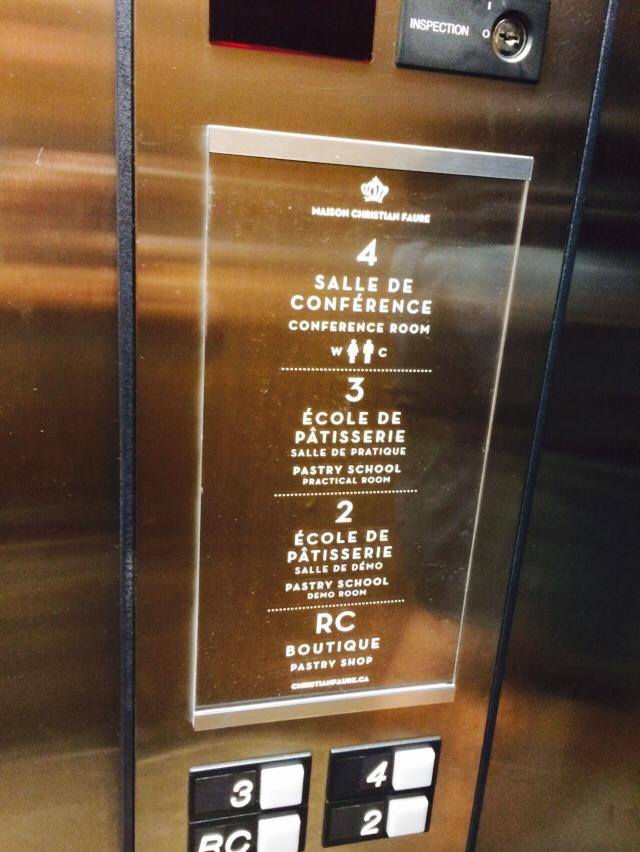 INSPECTION
I
O
MAISON CHRISTIAN FAURE
4
SALLE DE
CONFÉRENCE
CONFERENCE ROOM
W C
3
ÉCOLE DE
PÂTISSERIE
SALLE DE PRATIQUE
PASTRY SCHOOL
PRACTICAL ROOM
2
ÉCOLE DE
PÂTISSERIE
SALLE DE DÉMO
PASTRY SCHOOL
DEMO ROOM
RC
BOUTIQUE
PASTRY SHOP
CHRISTIANFAURE.CA
3
4
RC
2